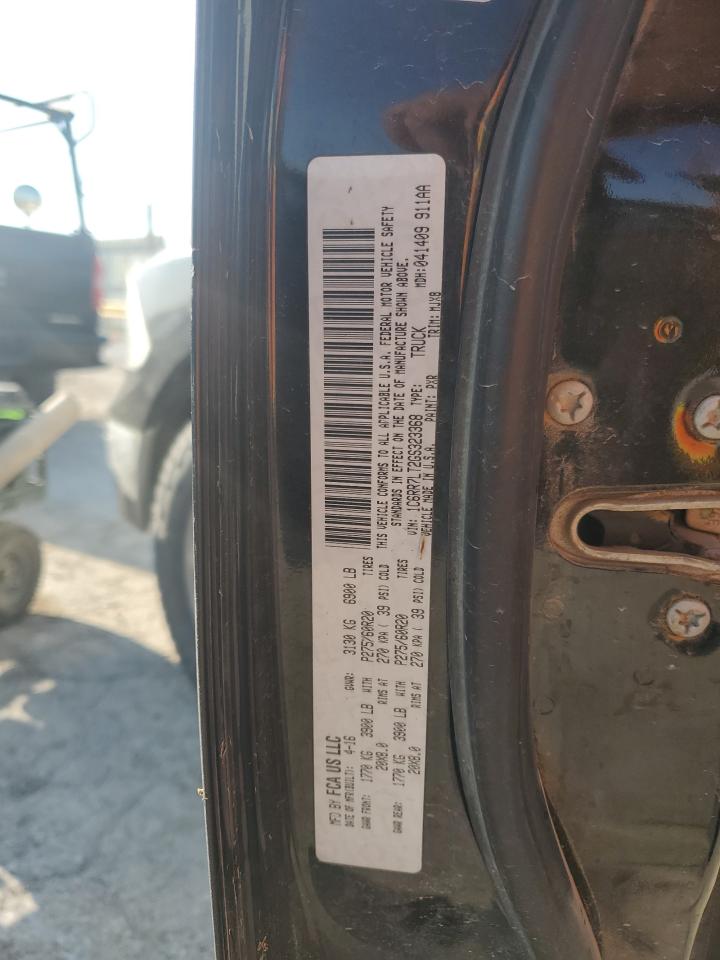 MFD BY FCA US LLC
DATE OF MFR(BUILT): 4-16 GVWR: 3130 KG 6900 LB
GAWR FRONT: 1770 KG 3900 LB WITH P275/60R20 TIRES
20X8.0 RIMS AT 270 KPA ( 39 PSI) COLD
GAWR REAR: 1770 KG 3900 LB WITH P275/60R20 TIRES
20X8.0 RIMS AT 270 KPA ( 39 PSI) COLD
THIS VEHICLE CONFORMS TO ALL APPLICABLE U.S.A. FEDERAL MOTOR VEHICLE SAFETY
STANDARDS IN EFFECT ON THE DATE OF MANUFACTURE SHOWN ABOVE.
VIN: 1C6RR7LT2GS323368 TYPE: TRUCK MDH:041409 911AA
VEHICLE MADE IN U.S.A. PAINT: PXR TRIM: MJX8